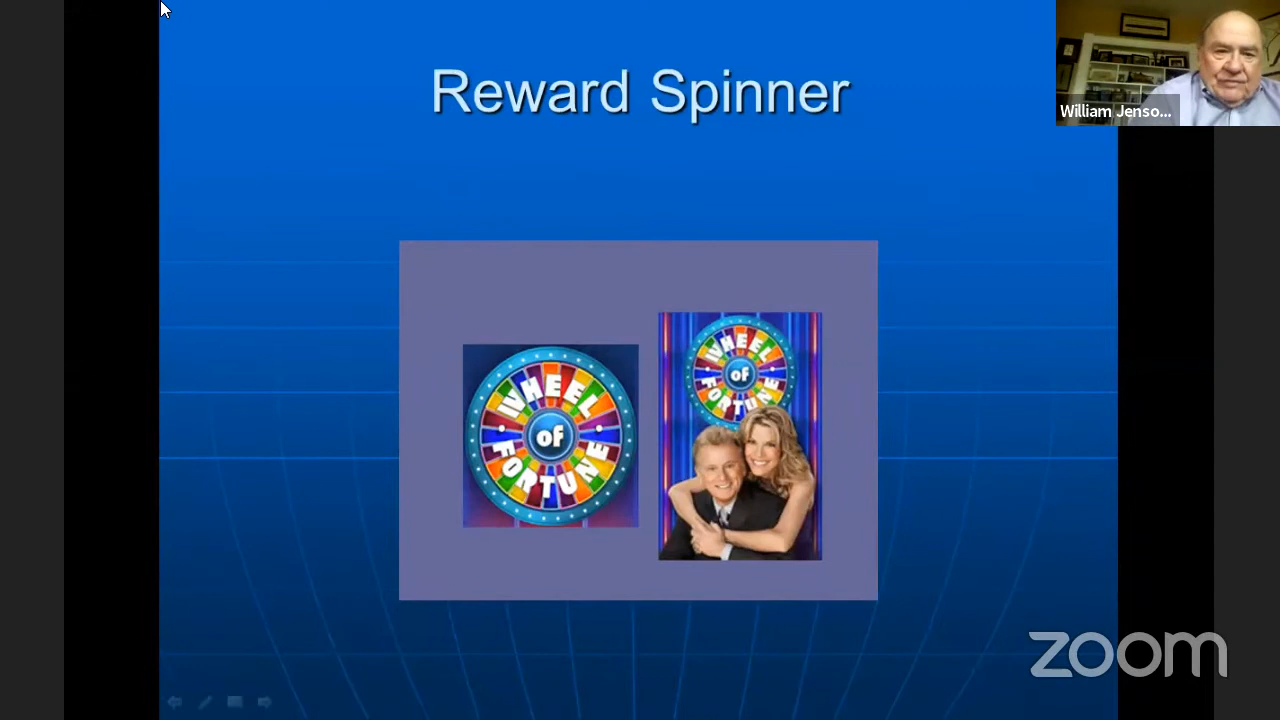 Reward Spinner
William Jenso...
WHEEL
of
FORTUNE
WHEEL
of
FORTUNE
zoom